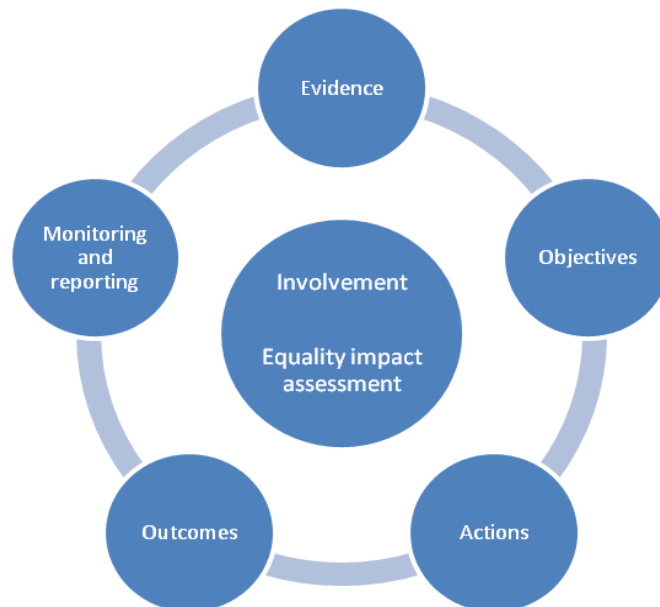 Evidence
Objectives
Actions
Outcomes
Monitoring
and
reporting
Involvement
Equality impact
assessment